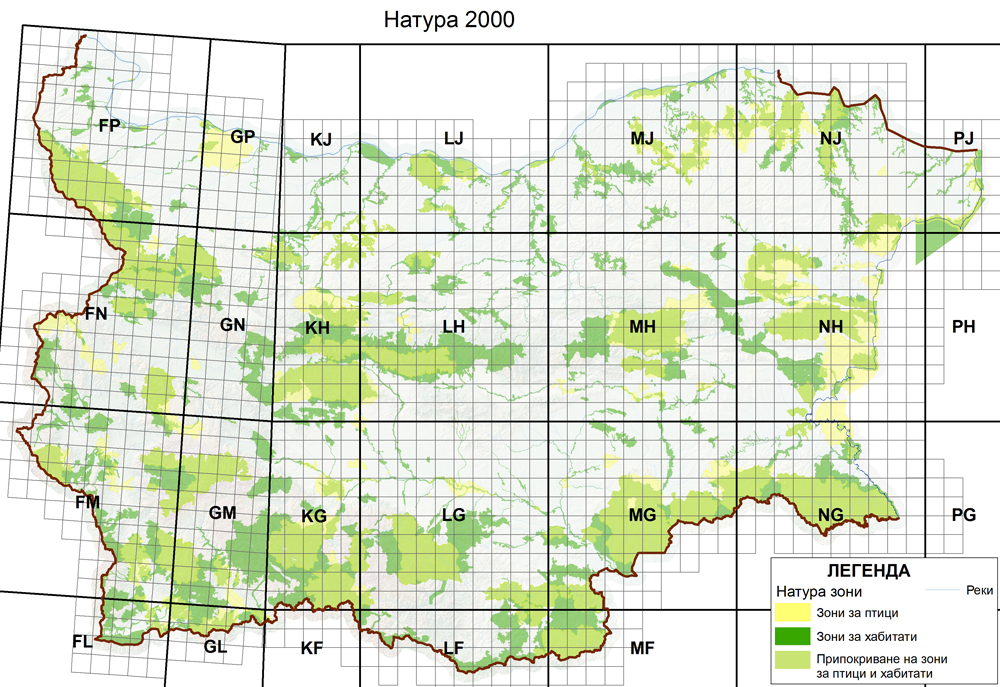 Натура 2000
FP
GP
KJ
LJ
MJ
NJ
PJ
FN
GN
KH
LH
MH
NH
PH
FM
GM
KG
LG
MG
NG
PG
FL
GL
KF
LF
MF
ЛЕГЕНДА
Натура зони
Реки
Зони за птици
Зони за хабитати
Припокриване на зони
за птици и хабитати